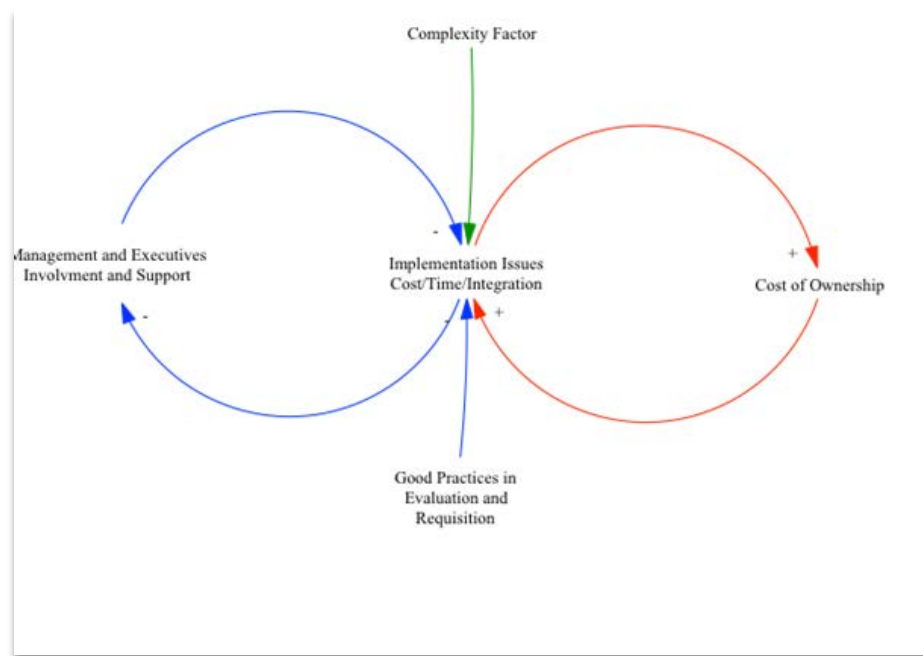 Complexity Factor
-
Management and Executives
Involvment and Support
Implementation Issues
Cost/Time/Integration
+
Cost of Ownership
-
-
+
Good Practices in
Evaluation and
Requisition